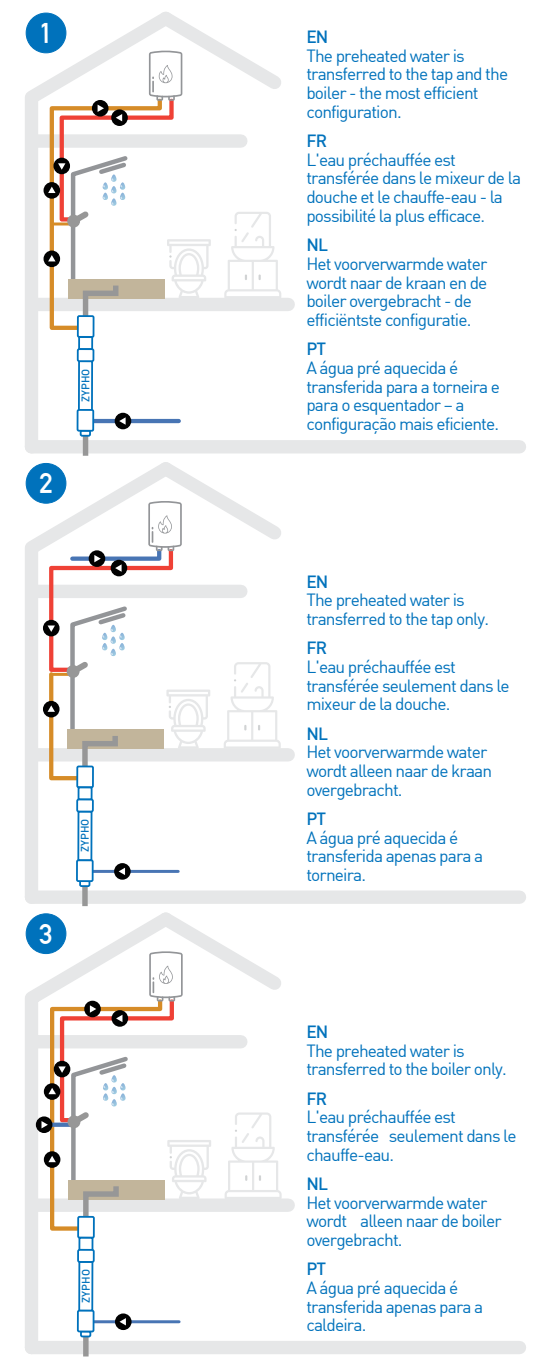 1
EN
The preheated water is
transferred to the tap and the
boiler - the most efficient
configuration.
FR
L'eau préchauffée est
transférée dans le mixeur de la
douche et le chauffe-eau - la
possibilité la plus efficace.
NL
Het voorverwarmde water
wordt naar de kraan en de
boiler overgebracht - de
efficiëntste configuratie.
PT
A água pré aquecida é
transferida para a torneira e
para o esquentador – a
configuração mais eficiente.
ZYPHO
2
EN
The preheated water is
transferred to the tap only.
FR
L'eau préchauffée est
transférée seulement dans le
mixeur de la douche.
NL
Het voorverwarmde water
wordt alleen naar de kraan
overgebracht.
PT
A água pré aquecida é
transferida apenas para a
torneira.
ZYPHO
3
EN
The preheated water is
transferred to the boiler only.
FR
L'eau préchauffée est
transférée seulement dans le
chauffe-eau.
NL
Het voorverwarmde water
wordt alleen naar de boiler
overgebracht.
PT
A água pré aquecida é
transferida apenas para a
caldeira.
ZYPHO